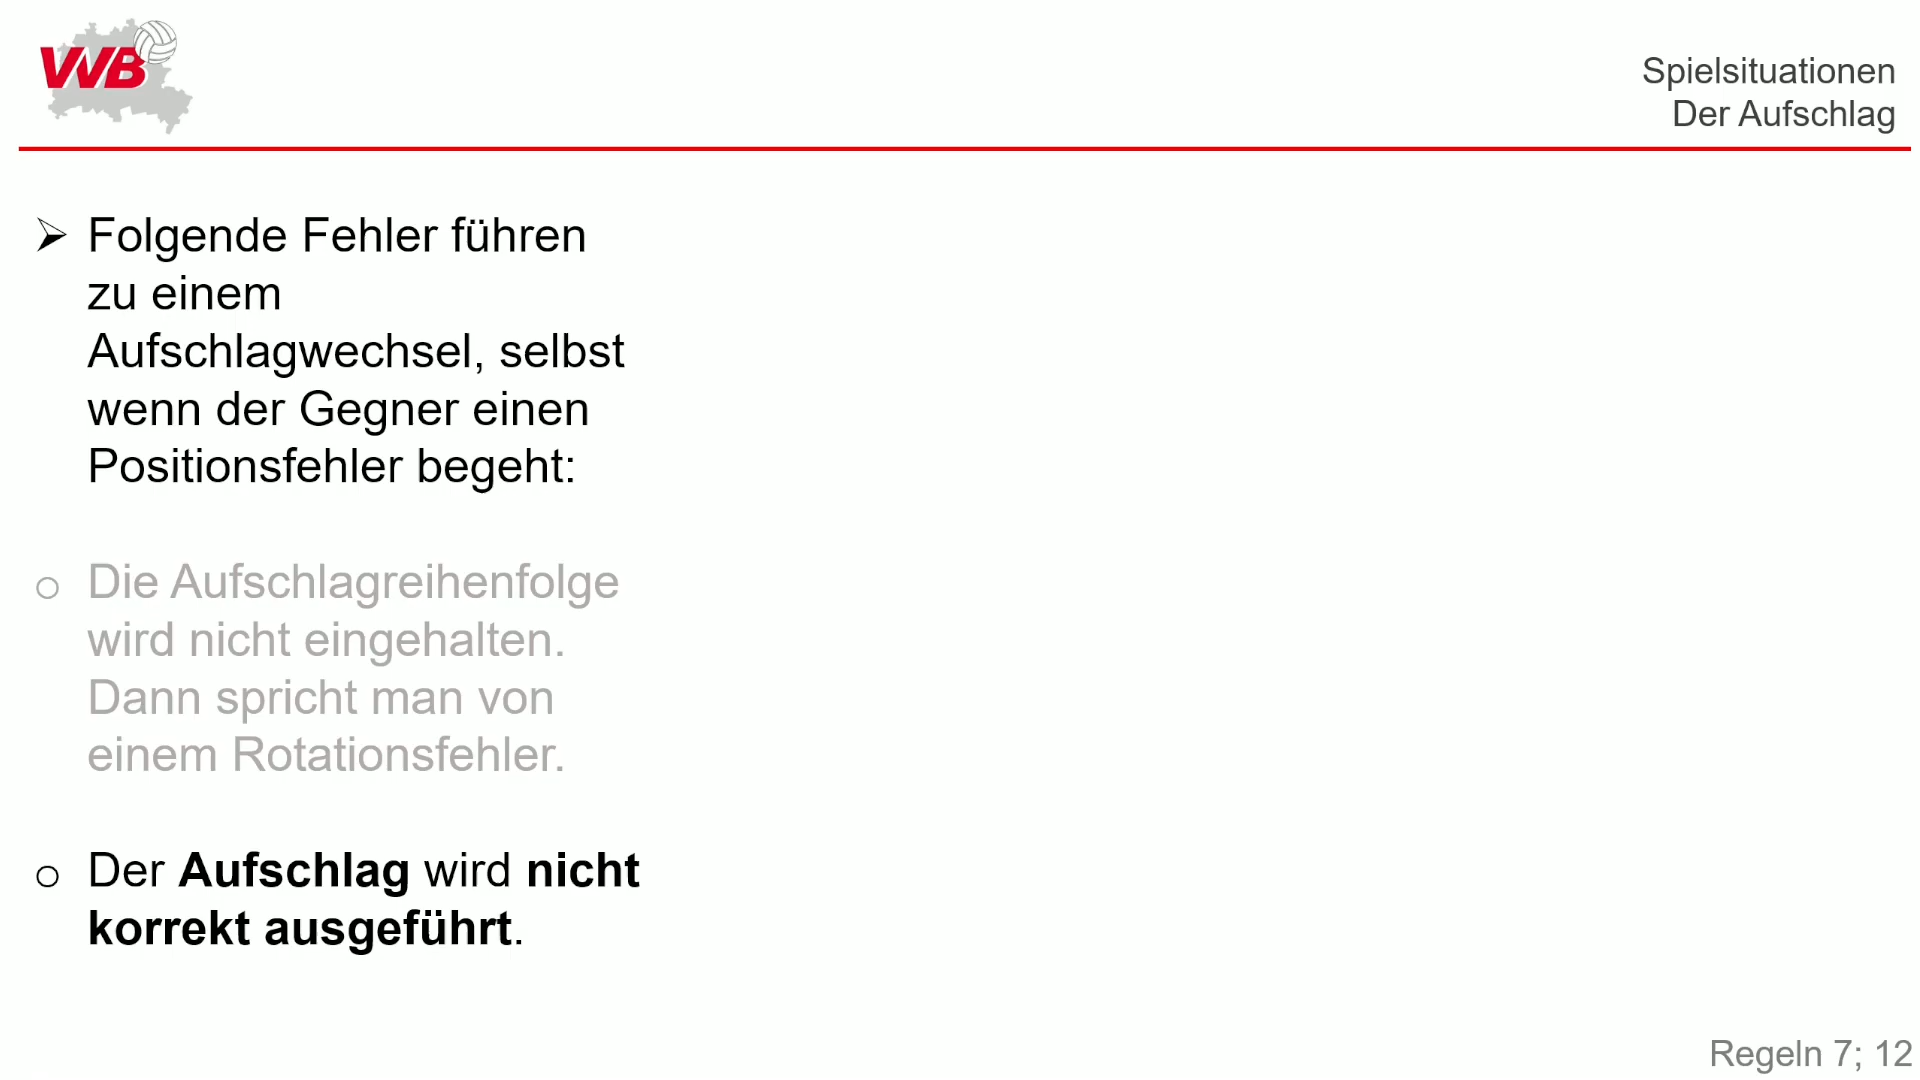 VVB
Spielsituationen
Der Aufschlag
➢ Folgende Fehler führen
zu einem
Aufschlagwechsel, selbst
wenn der Gegner einen
Positionsfehler begeht:
o Die Aufschlagreihenfolge
wird nicht eingehalten.
Dann spricht man von
einem Rotationsfehler.
o Der Aufschlag wird nicht
korrekt ausgeführt.
Regeln 7; 12